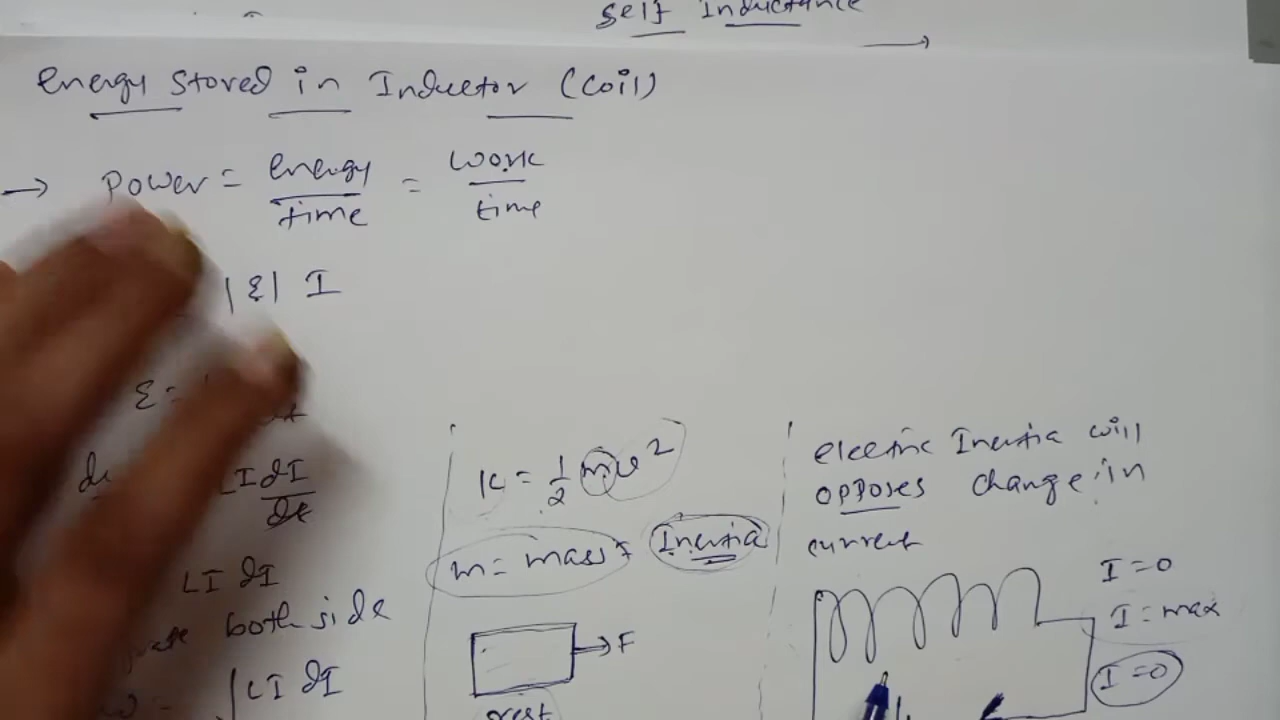 Self Inductance
Energy stored in Inductor (coil)
→ Power = energy/time = work/time
|ε| I
ε =
LI dI/dt
LI dI
both side
∫LI dI
K = 1/2 mv²
m = mass = Inertia
F
rest
electric Inertia will
opposes change in
current
I=0
I=max
I=0